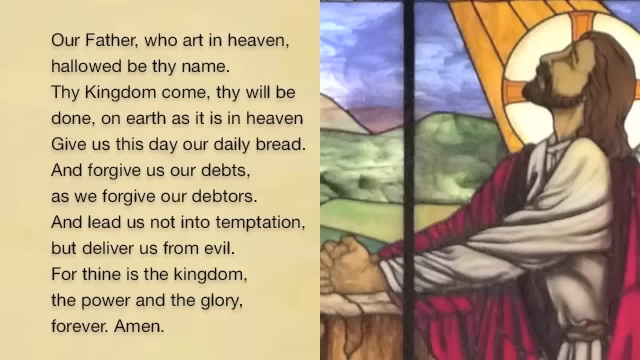 Our Father, who art in heaven,
hallowed be thy name.
Thy Kingdom come, thy will be
done, on earth as it is in heaven
Give us this day our daily bread.
And forgive us our debts,
as we forgive our debtors.
And lead us not into temptation,
but deliver us from evil.
For thine is the kingdom,
the power and the glory,
forever. Amen.